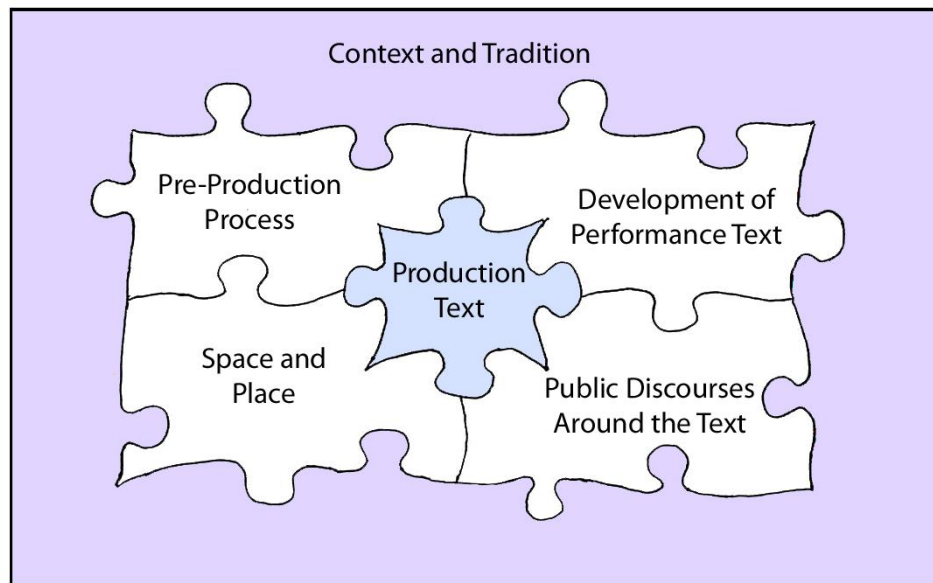 Context and Tradition
Pre-Production
Process
Development of
Performance Text
Production
Text
Space and
Place
Public Discourses
Around the Text